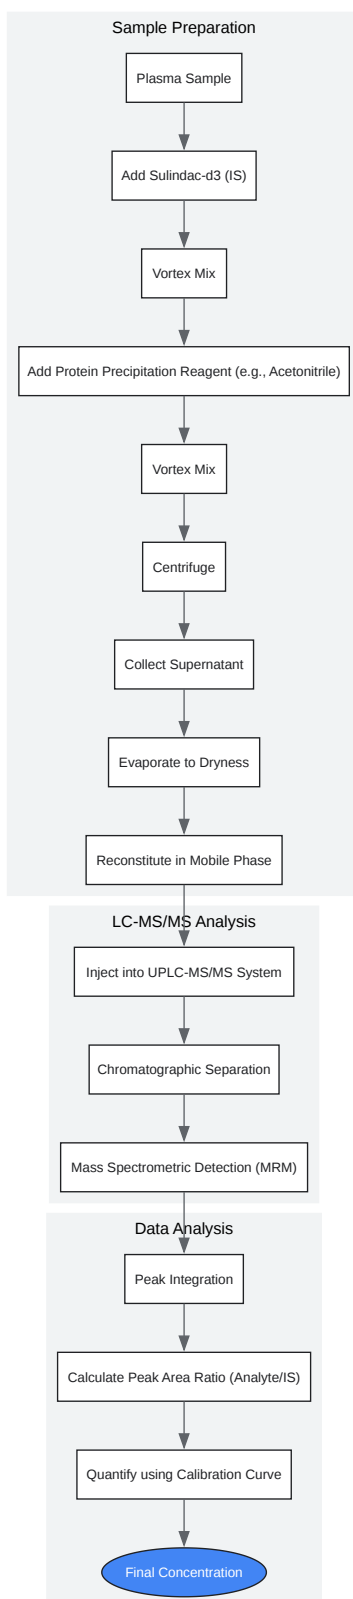 Sample Preparation
Plasma Sample
Add Sulindac-d3 (IS)
Vortex Mix
Add Protein Precipitation Reagent (e.g., Acetonitrile)
Vortex Mix
Centrifuge
Collect Supernatant
Evaporate to Dryness
Reconstitute in Mobile Phase
LC-MS/MS Analysis
Inject into UPLC-MS/MS System
Chromatographic Separation
Mass Spectrometric Detection (MRM)
Data Analysis
Peak Integration
Calculate Peak Area Ratio (Analyte/IS)
Quantify using Calibration Curve
Final Concentration